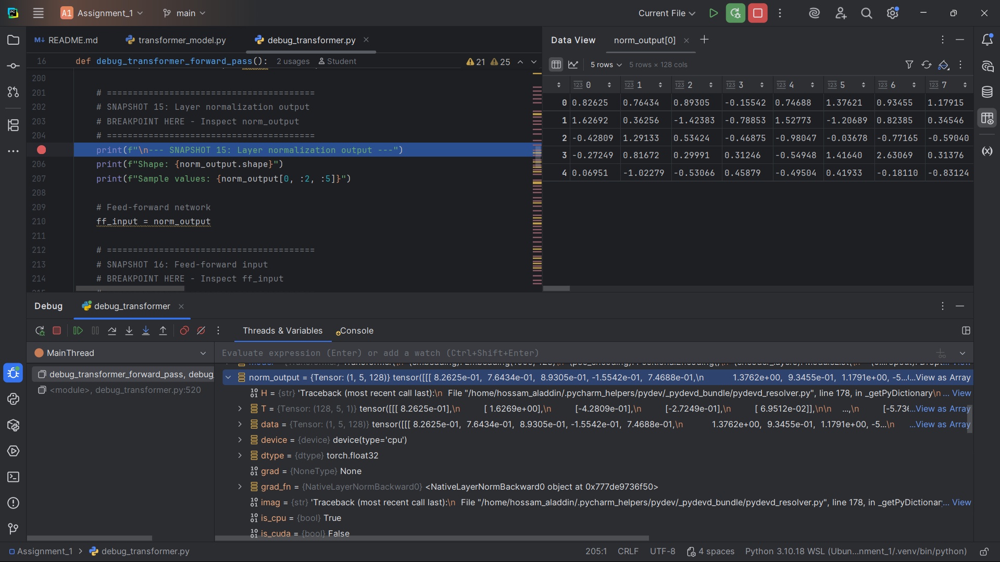 A1 Assignment_1 main Current File
M↓ README.md transformer_model.py debug_transformer.py
Data View norm_output[0]
16 def debug_transformer_forward_pass(): 2 usages Student 21 25
5 rows 5 rows × 128 cols
200
201 # =======================================
202 # SNAPSHOT 15: Layer normalization output
203 # BREAKPOINT HERE - Inspect norm_output
204 # =======================================
print(f"\n--- SNAPSHOT 15: Layer normalization output ---")
206 print(f"Shape: {norm_output.shape}")
207 print(f"Sample values: {norm_output[0, :2, :5]}")
208
209 # Feed-forward network
210 ff_input = norm_output
211
212 # =======================================
213 # SNAPSHOT 16: Feed-forward input
214 # BREAKPOINT HERE - Inspect ff_input
123 0 123 1 123 2 123 3 123 4 123 5 123 6 123 7
0 0.82625 0.76434 0.89305 -0.15542 0.74688 1.37621 0.93455 1.17915
1 1.62692 0.36256 -1.42383 -0.78853 1.52773 -1.20689 0.82385 0.34546
2 -0.42809 1.29133 0.53424 -0.46875 -0.98047 -0.03678 -0.77165 -0.59040
3 -0.27249 0.81672 0.29991 0.31246 -0.54948 1.41640 2.63069 0.31376
4 0.06951 -1.02279 -0.53066 0.45879 -0.49504 0.41933 -0.18110 -0.83124
Debug debug_transformer
Threads & Variables Console
MainThread
Evaluate expression (Enter) or add a watch (Ctrl+Shift+Enter)
debug_transformer_forward_pass, debug_
<module>, debug_transformer.py:520
norm_output = {Tensor: (1, 5, 128)} tensor([[[ 8.2625e-01, 7.6434e-01, 8.9305e-01, -1.5542e-01, 7.4688e-01,\n 1.3762e+00, 9.3455e-01, 1.1791e+00, -5...View as Array
H = {str} 'Traceback (most recent call last):\n File "/home/hossam_aladdin/.pycharm_helpers/pydev/_pydevd_bundle/pydevd_resolver.py", line 178, in _getPyDictionary\n ... View
T = {Tensor: (128, 5, 1)} tensor([[[ 8.2625e-01],\n [ 1.6269e+00],\n [-4.2809e-01],\n [-2.7249e-01],\n [ 6.9512e-02]],\n\n ...,\n [-5.736...View as Array
data = {Tensor: (1, 5, 128)} tensor([[[ 8.2625e-01, 7.6434e-01, 8.9305e-01, -1.5542e-01, 7.4688e-01,\n 1.3762e+00, 9.3455e-01, 1.1791e+00, -5...\n ...View as Array
device = {device} device(type='cpu')
dtype = {dtype} torch.float32
grad = {NoneType} None
grad_fn = {NativeLayerNormBackward0} <NativeLayerNormBackward0 object at 0x777de9736f50>
imag = {str} 'Traceback (most recent call last):\n File "/home/hossam_aladdin/.pycharm_helpers/pydev/_pydevd_bundle/pydevd_resolver.py", line 178, in _getPyDictionar... View
is_cpu = {bool} True
is_cuda = {bool} False
Assignment_1 > debug_transformer.py 205:1 CRLF UTF-8 4 spaces Python 3.10.18 WSL (Ubun...nment_1/.venv/bin/python)